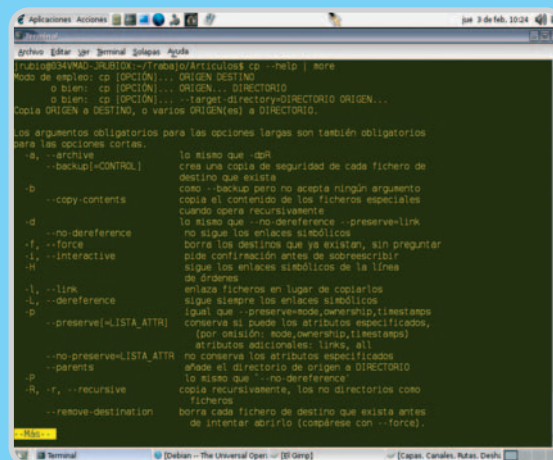 Aplicaciones Acciones
jue 3 de feb, 10:24
Terminal
Archivo Editar Ver Terminal Solapas Ayuda
jrubio@034VMAD-JRUBIOX:~/Trabajo/Articulos$ cp --help | more
Modo de empleo: cp [OPCIÓN]... ORIGEN DESTINO
o bien: cp [OPCIÓN]... ORIGEN... DIRECTORIO
o bien: cp [OPCIÓN]... --target-directory=DIRECTORIO ORIGEN...
Copia ORIGEN a DESTINO, o varios ORIGEN(es) a DIRECTORIO.
Los argumentos obligatorios para las opciones largas son también obligatorios
para las opciones cortas.
-a, --archive lo mismo que -dpR
--backup[=CONTROL] crea una copia de seguridad de cada fichero de
destino que exista
-b como --backup pero no acepta ningún argumento
--copy-contents copia el contenido de los ficheros especiales
cuando opera recursivamente
-d lo mismo que --no-dereference --preserve=link
--no-dereference no sigue los enlaces simbólicos
-f, --force borra los destinos que ya existan, sin preguntar
-i, --interactive pide confirmación antes de sobreescribir
-H sigue los enlaces simbólicos de la línea
de órdenes
-l, --link enlaza ficheros en lugar de copiarlos
-L, --dereference sigue siempre los enlaces simbólicos
-p igual que --preserve=mode,ownership,timestamps
--preserve[=LISTA_ATTR] conserva si puede los atributos especificados,
(por omisión: mode,ownership,timestamps)
atributos adicionales: links, all
--no-preserve=LISTA_ATTR no conserva los atributos especificados
--parents añade el directorio de origen a DIRECTORIO
-P lo mismo que `--no-dereference'
-R, -r, --recursive copia recursivamente, los no directorios como
ficheros
--remove-destination borra cada fichero de destino que exista antes
de intentar abrirlo (compárese con --force).
--Más--
Terminal
[Debian -- The Universal Oper
[El Gimp]
[Capas, Canales, Rutas, Desh